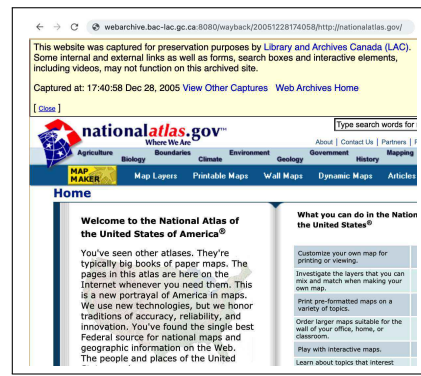 webarchive.bac-lac.gc.ca:8080/wayback/20051228174058/http://nationalatlas.gov/
This website was captured for preservation purposes by Library and Archives Canada (LAC).
Some internal and external links as well as forms, search boxes and interactive elements,
including videos, may not function on this archived site.
Captured at: 17:40:58 Dec 28, 2005 View Other Captures Web Archives Home
[ Close ]
nationalatlas.gov™
Where We Are
Type search words for
About | Contact Us | Partners |
Agriculture Biology Boundaries Climate Environment Geology Government History Mapping
MAP MAKER Map Layers Printable Maps Wall Maps Dynamic Maps Articles
Home
Welcome to the National Atlas of
the United States of America®
You've seen other atlases. They're
typically big books of paper maps. The
pages in this atlas are here on the
Internet whenever you need them. This
is a new portrayal of America in maps.
We use new technologies, but we honor
traditions of accuracy, reliability, and
innovation. You've found the single best
Federal source for national maps and
geographic information on the Web.
The people and places of the United
What you can do in the Nation
the United States®
Customize your own map for
printing or viewing.
Investigate the layers that you can
mix and match when making your
own map.
Print pre-formatted maps on a
variety of topics.
Order larger maps suitable for the
wall of your office, home, or
classroom.
Play with interactive maps.
Learn about topics that interest